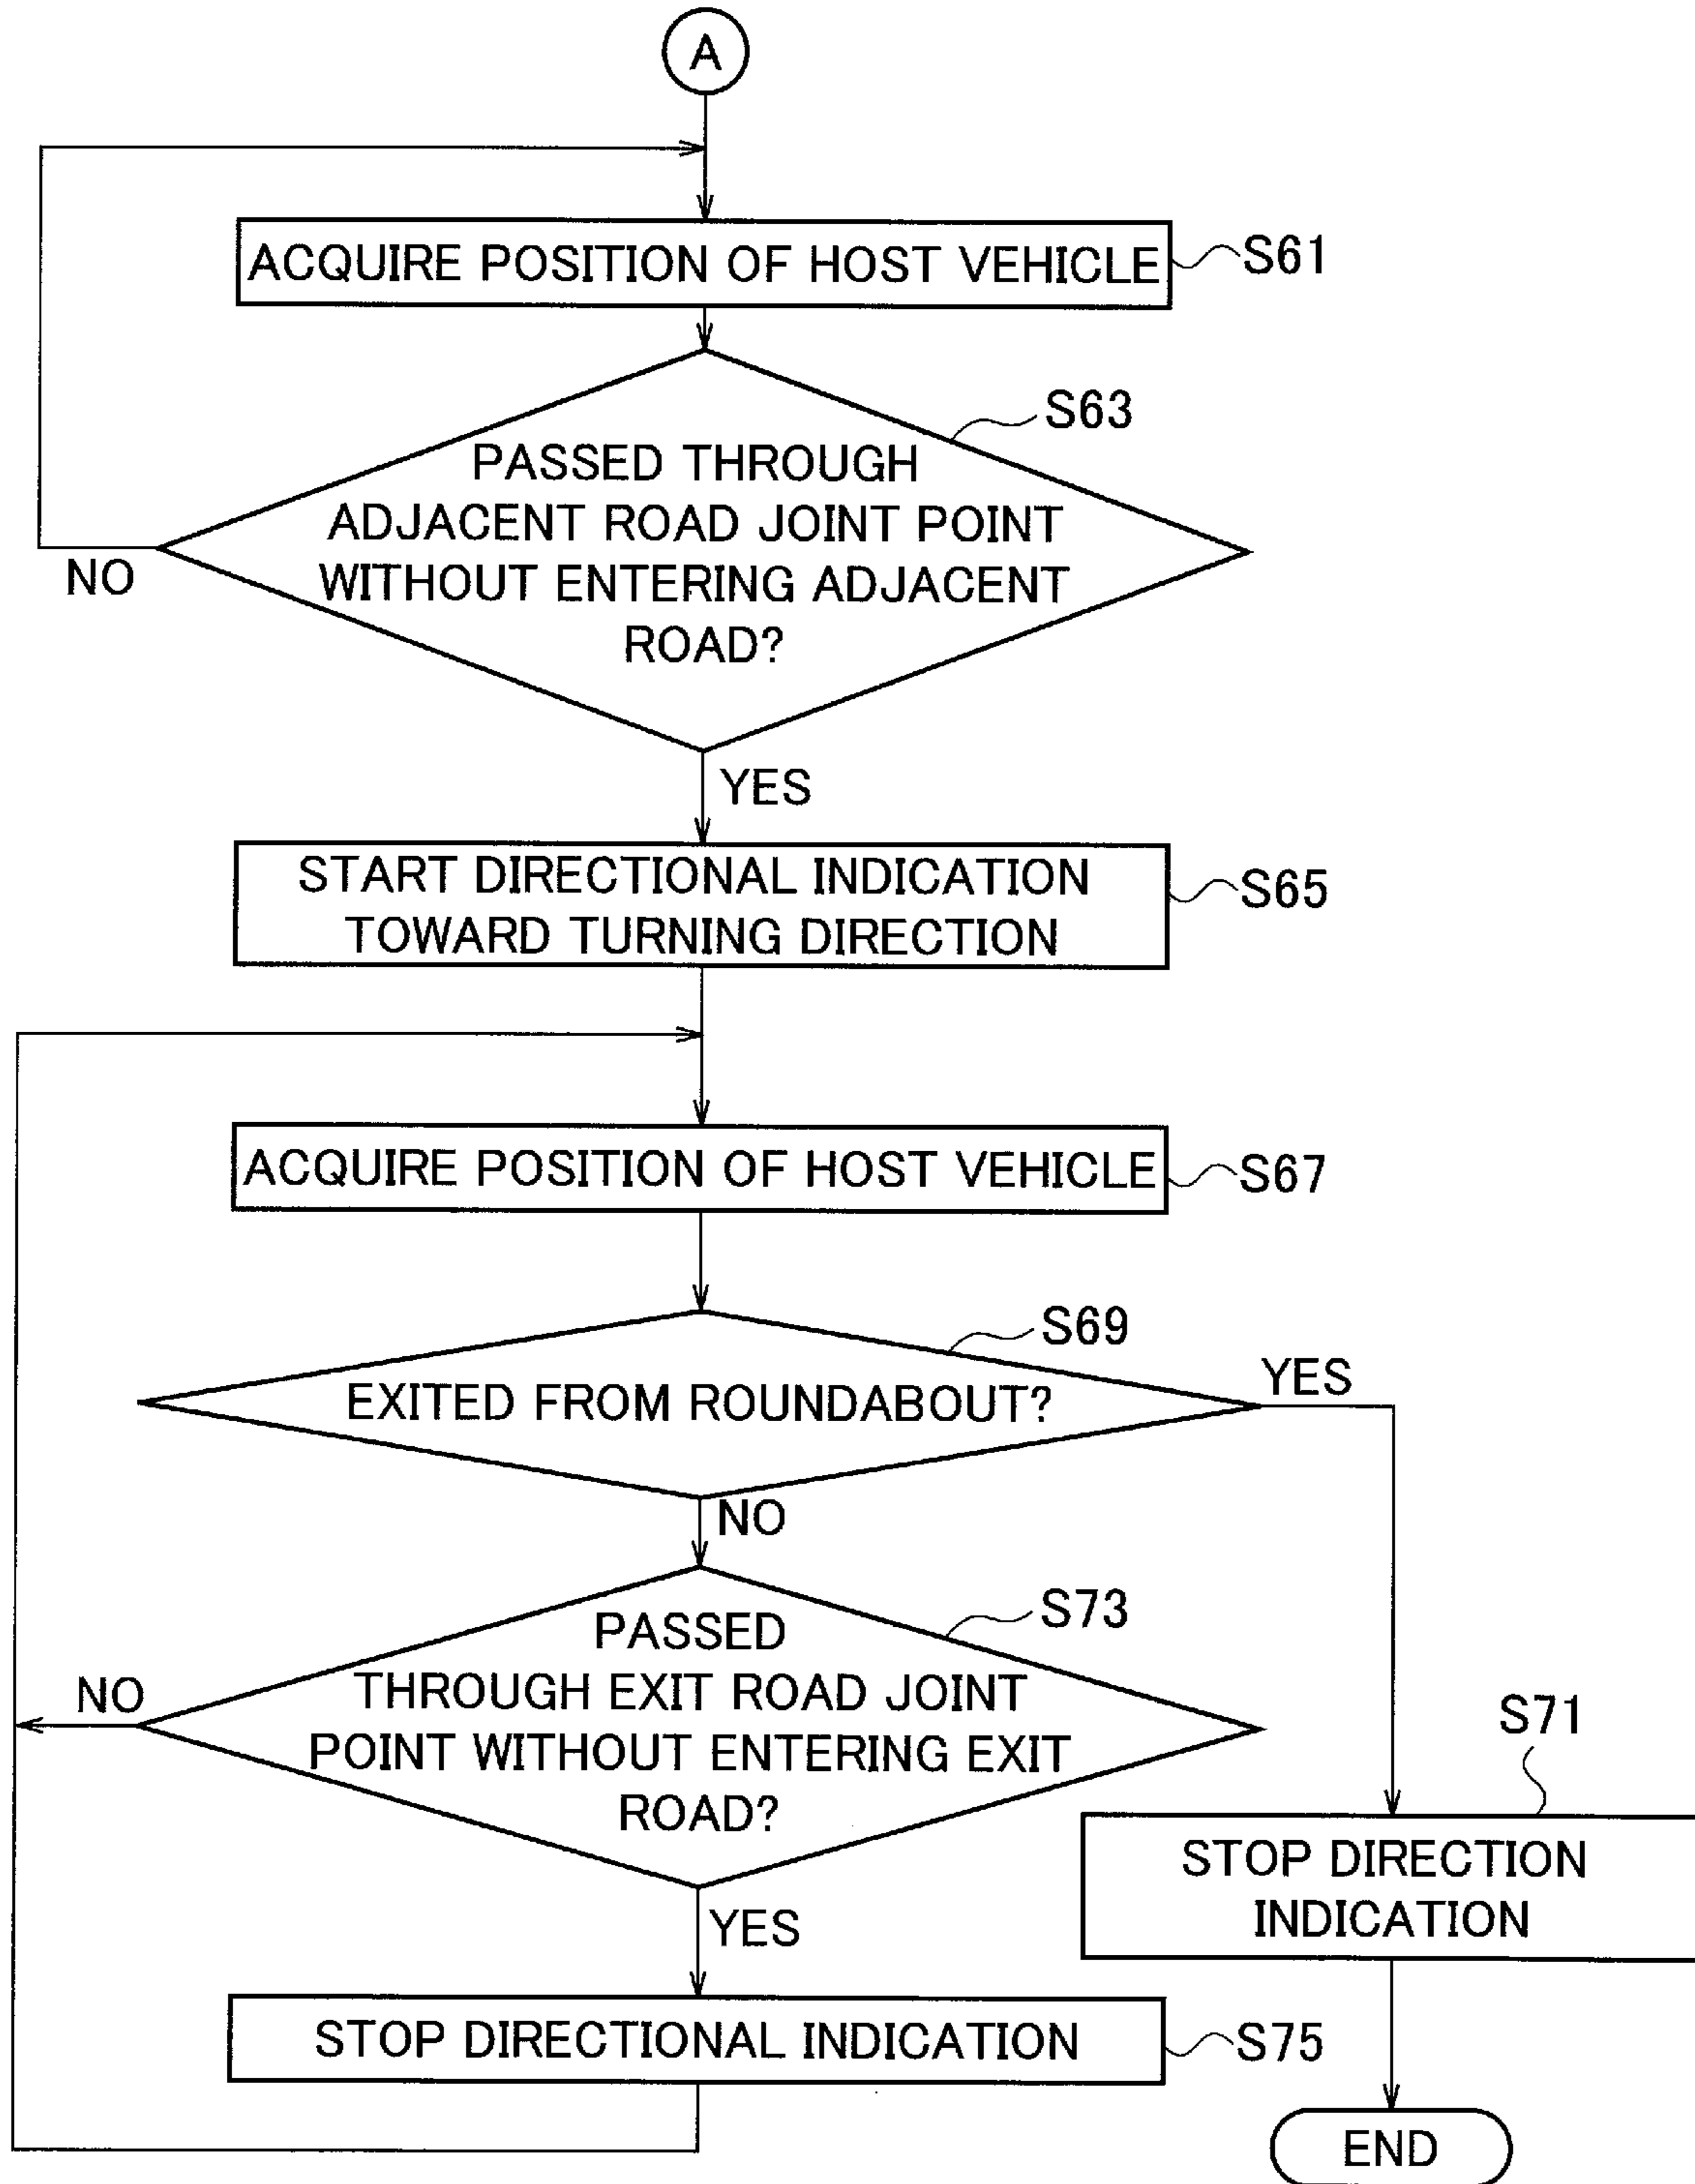 A
ACQUIRE POSITION OF HOST VEHICLE
S61
S63
PASSED THROUGH
ADJACENT ROAD JOINT POINT
WITHOUT ENTERING ADJACENT
ROAD?
NO
YES
START DIRECTIONAL INDICATION
TOWARD TURNING DIRECTION
S65
ACQUIRE POSITION OF HOST VEHICLE
S67
S69
EXITED FROM ROUNDABOUT?
YES
NO
S73
PASSED
THROUGH EXIT ROAD JOINT
POINT WITHOUT ENTERING EXIT
ROAD?
NO
YES
S71
STOP DIRECTION
INDICATION
STOP DIRECTIONAL INDICATION
S75
END